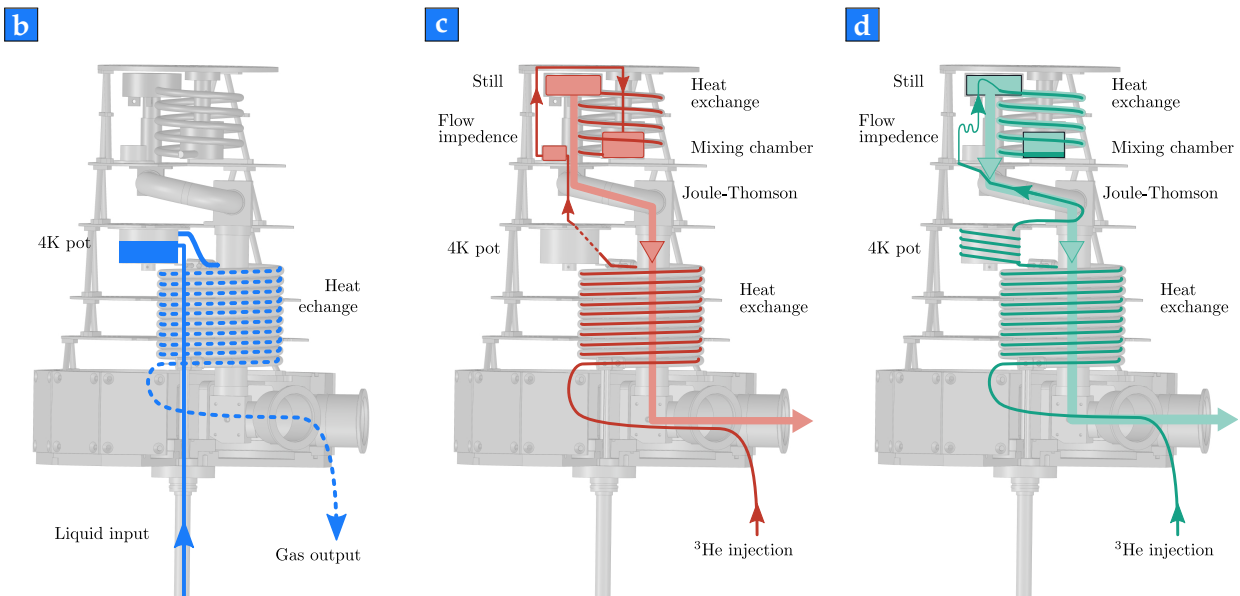 b
4K pot
Heat
echange
Liquid input
Gas output
c
Still
Heat
exchange
Flow
impedence
Mixing chamber
Joule-Thomson
4K pot
Heat
exchange
³He injection
d
Still
Heat
exchange
Flow
impedence
Mixing chamber
Joule-Thomson
4K pot
Heat
exchange
³He injection